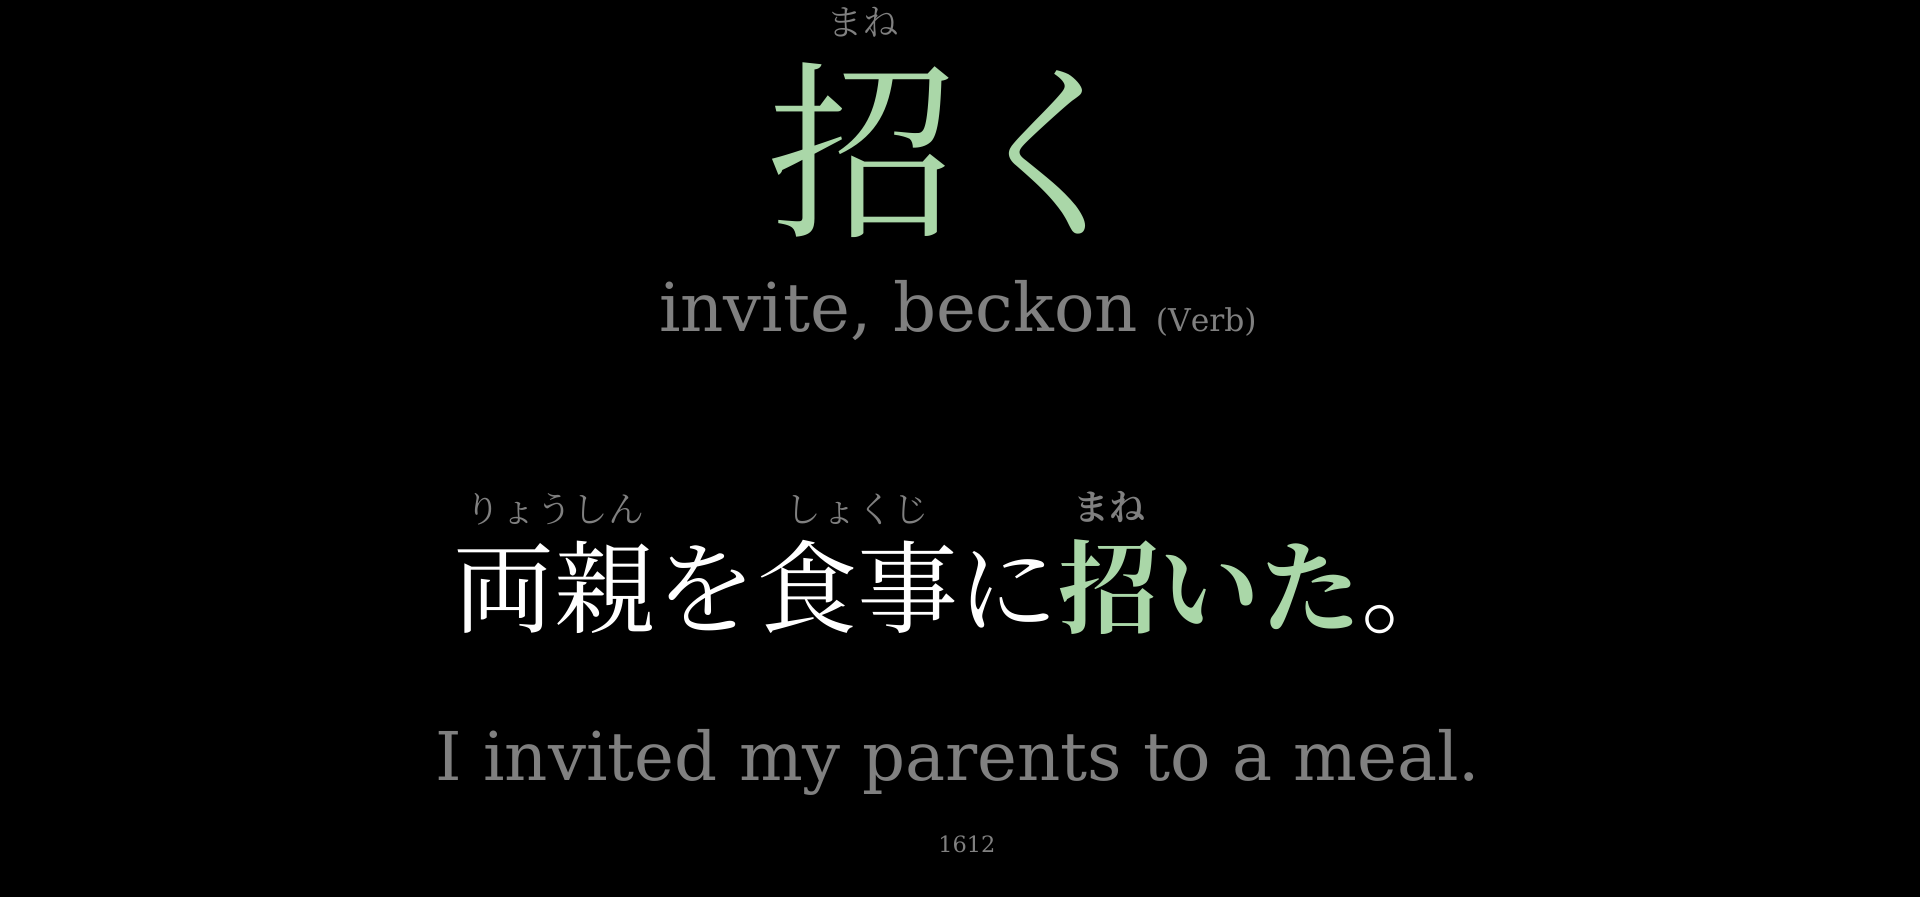 まね
招く
invite, beckon (Verb)
りょうしん しょくじ まね
両親を食事に招いた。
I invited my parents to a meal.
1612